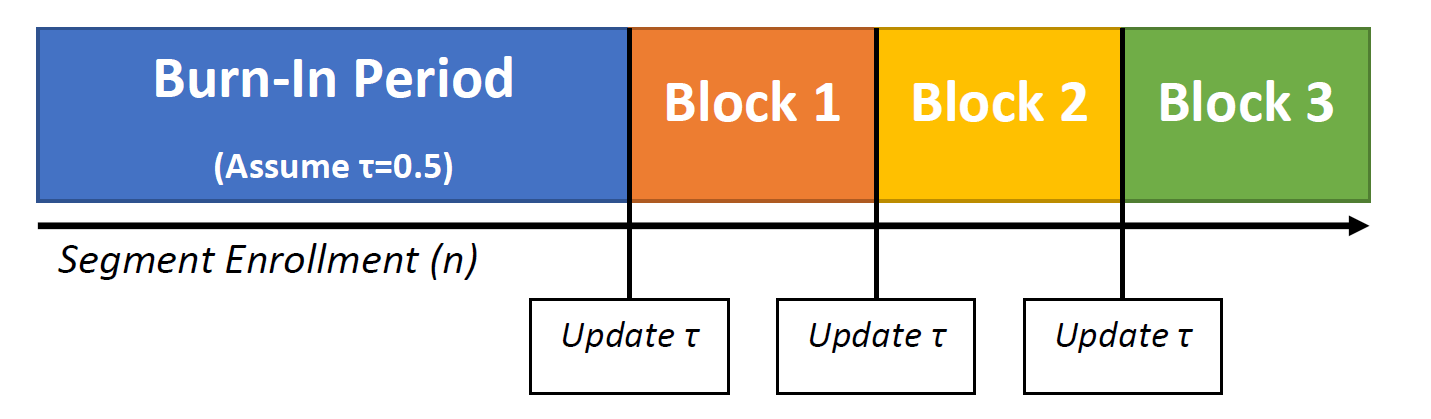 Burn-In Period
(Assume τ=0.5)
Block 1
Block 2
Block 3
Segment Enrollment (n)
Update τ
Update τ
Update τ